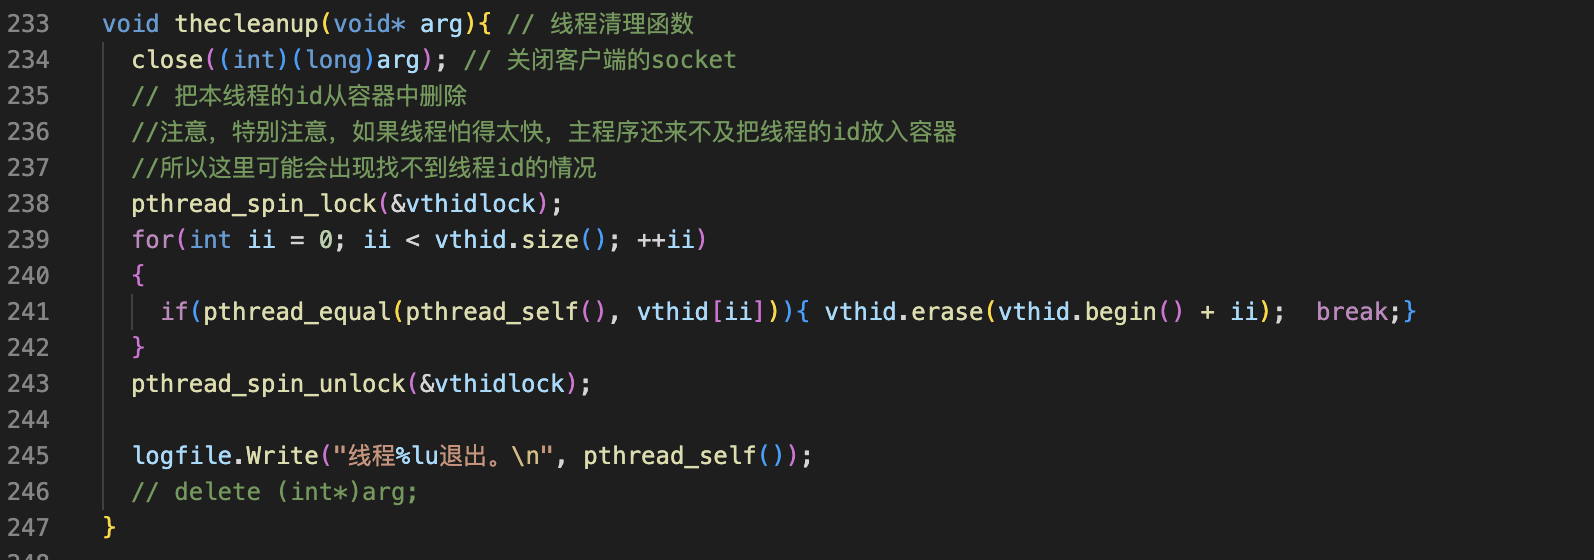 233 void thecleanup(void* arg){ // 线程清理函数
234 close((int)(long)arg); // 关闭客户端的socket
235 // 把本线程的id从容器中删除
236 //注意，特别注意，如果线程怕得太快，主程序还来不及把线程的id放入容器
237 //所以这里可能会出现找不到线程id的情况
238 pthread_spin_lock(&vthidlock);
239 for(int ii = 0; ii < vthid.size(); ++ii)
240 {
241 if(pthread_equal(pthread_self(), vthid[ii])){ vthid.erase(vthid.begin() + ii);  break;}
242 }
243 pthread_spin_unlock(&vthidlock);
244
245 logfile.Write("线程%lu退出。\n", pthread_self());
246 // delete (int*)arg;
247 }